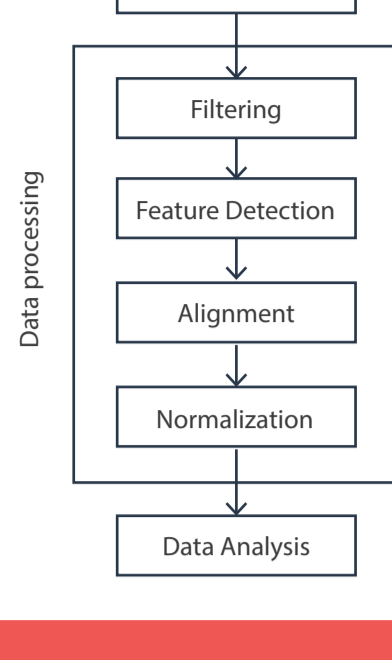 Data processing
Filtering
Feature Detection
Alignment
Normalization
Data Analysis